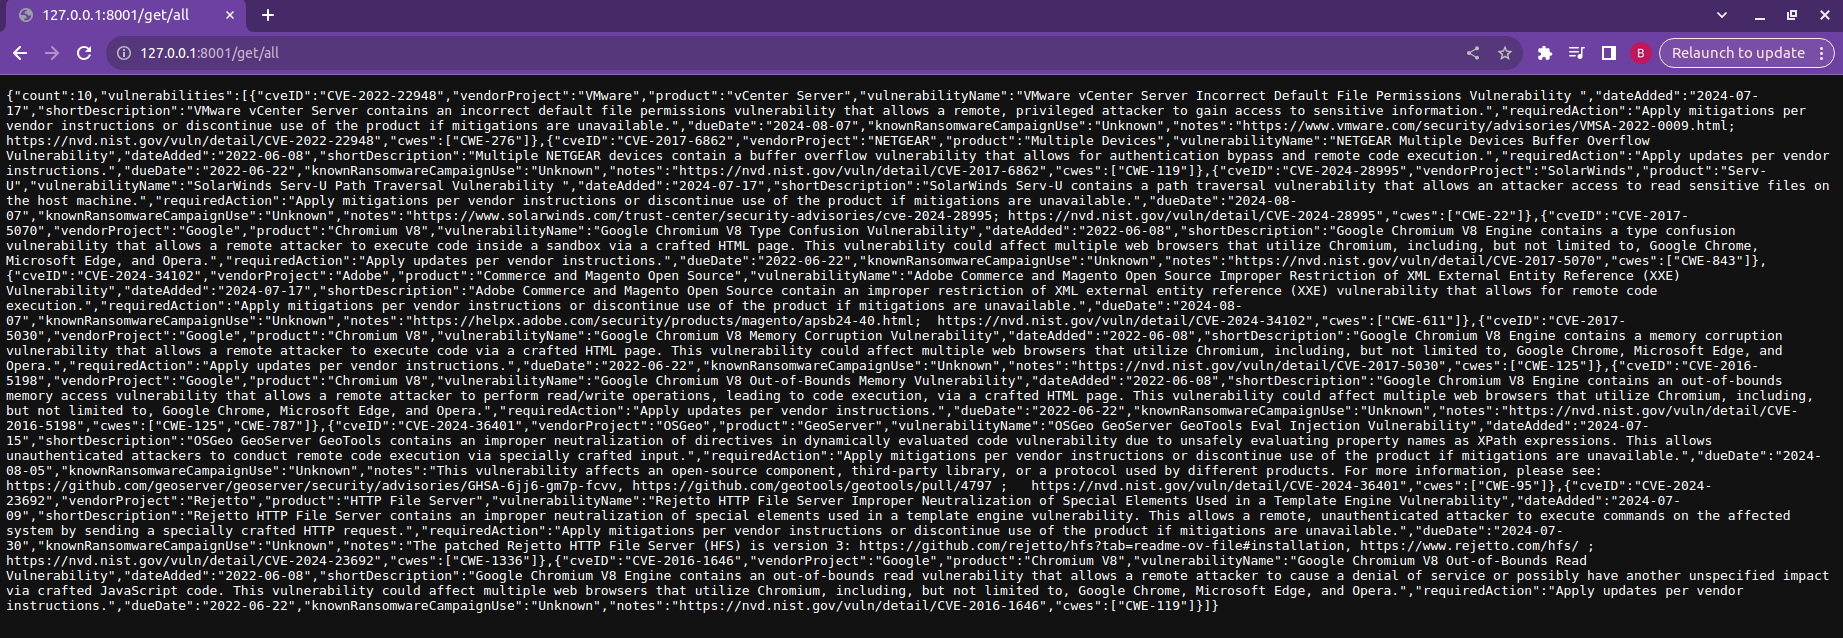 127.0.0.1:8001/get/all
127.0.0.1:8001/get/all
B
Relaunch to update
{"count":10,"vulnerabilities":[{"cveID":"CVE-2022-22948","vendorProject":"VMware","product":"vCenter Server","vulnerabilityName":"VMware vCenter Server Incorrect Default File Permissions Vulnerability ","dateAdded":"2024-07-
17","shortDescription":"VMware vCenter Server contains an incorrect default file permissions vulnerability that allows a remote, privileged attacker to gain access to sensitive information.","requiredAction":"Apply mitigations per
vendor instructions or discontinue use of the product if mitigations are unavailable.","dueDate":"2024-08-07","knownRansomwareCampaignUse":"Unknown","notes":"https://www.vmware.com/security/advisories/VMSA-2022-0009.html;
https://nvd.nist.gov/vuln/detail/CVE-2022-22948","cwes":["CWE-276"]},{"cveID":"CVE-2017-6862","vendorProject":"NETGEAR","product":"Multiple Devices","vulnerabilityName":"NETGEAR Multiple Devices Buffer Overflow
Vulnerability","dateAdded":"2022-06-08","shortDescription":"Multiple NETGEAR devices contain a buffer overflow vulnerability that allows for authentication bypass and remote code execution.","requiredAction":"Apply updates per vendor
instructions.","dueDate":"2022-06-22","knownRansomwareCampaignUse":"Unknown","notes":"https://nvd.nist.gov/vuln/detail/CVE-2017-6862","cwes":["CWE-119"]},{"cveID":"CVE-2024-28995","vendorProject":"SolarWinds","product":"Serv-
U","vulnerabilityName":"SolarWinds Serv-U Path Traversal Vulnerability ","dateAdded":"2024-07-17","shortDescription":"SolarWinds Serv-U contains a path traversal vulnerability that allows an attacker access to read sensitive files on
the host machine.","requiredAction":"Apply mitigations per vendor instructions or discontinue use of the product if mitigations are unavailable.","dueDate":"2024-08-
07","knownRansomwareCampaignUse":"Unknown","notes":"https://www.solarwinds.com/trust-center/security-advisories/cve-2024-28995; https://nvd.nist.gov/vuln/detail/CVE-2024-28995","cwes":["CWE-22"]},{"cveID":"CVE-2017-
5070","vendorProject":"Google","product":"Chromium V8","vulnerabilityName":"Google Chromium V8 Type Confusion Vulnerability","dateAdded":"2022-06-08","shortDescription":"Google Chromium V8 Engine contains a type confusion
vulnerability that allows a remote attacker to execute code inside a sandbox via a crafted HTML page. This vulnerability could affect multiple web browsers that utilize Chromium, including, but not limited to, Google Chrome,
Microsoft Edge, and Opera.","requiredAction":"Apply updates per vendor instructions.","dueDate":"2022-06-22","knownRansomwareCampaignUse":"Unknown","notes":"https://nvd.nist.gov/vuln/detail/CVE-2017-5070","cwes":["CWE-843"]},
{"cveID":"CVE-2024-34102","vendorProject":"Adobe","product":"Commerce and Magento Open Source","vulnerabilityName":"Adobe Commerce and Magento Open Source Improper Restriction of XML External Entity Reference (XXE)
Vulnerability","dateAdded":"2024-07-17","shortDescription":"Adobe Commerce and Magento Open Source contain an improper restriction of XML external entity reference (XXE) vulnerability that allows for remote code
execution.","requiredAction":"Apply mitigations per vendor instructions or discontinue use of the product if mitigations are unavailable.","dueDate":"2024-08-
07","knownRansomwareCampaignUse":"Unknown","notes":"https://helpx.adobe.com/security/products/magento/apsb24-40.html;  https://nvd.nist.gov/vuln/detail/CVE-2024-34102","cwes":["CWE-611"]},{"cveID":"CVE-2017-
5030","vendorProject":"Google","product":"Chromium V8","vulnerabilityName":"Google Chromium V8 Memory Corruption Vulnerability","dateAdded":"2022-06-08","shortDescription":"Google Chromium V8 Engine contains a memory corruption
vulnerability that allows a remote attacker to execute code via a crafted HTML page. This vulnerability could affect multiple web browsers that utilize Chromium, including, but not limited to, Google Chrome, Microsoft Edge, and
Opera.","requiredAction":"Apply updates per vendor instructions.","dueDate":"2022-06-22","knownRansomwareCampaignUse":"Unknown","notes":"https://nvd.nist.gov/vuln/detail/CVE-2017-5030","cwes":["CWE-125"]},{"cveID":"CVE-2016-
5198","vendorProject":"Google","product":"Chromium V8","vulnerabilityName":"Google Chromium V8 Out-of-Bounds Memory Vulnerability","dateAdded":"2022-06-08","shortDescription":"Google Chromium V8 Engine contains an out-of-bounds
memory access vulnerability that allows a remote attacker to perform read/write operations, leading to code execution, via a crafted HTML page. This vulnerability could affect multiple web browsers that utilize Chromium, including,
but not limited to, Google Chrome, Microsoft Edge, and Opera.","requiredAction":"Apply updates per vendor instructions.","dueDate":"2022-06-22","knownRansomwareCampaignUse":"Unknown","notes":"https://nvd.nist.gov/vuln/detail/CVE-
2016-5198","cwes":["CWE-125","CWE-787"]},{"cveID":"CVE-2024-36401","vendorProject":"OSGeo","product":"GeoServer","vulnerabilityName":"OSGeo GeoServer GeoTools Eval Injection Vulnerability","dateAdded":"2024-07-
15","shortDescription":"OSGeo GeoServer GeoTools contains an improper neutralization of directives in dynamically evaluated code vulnerability due to unsafely evaluating property names as XPath expressions. This allows
unauthenticated attackers to conduct remote code execution via specially crafted input.","requiredAction":"Apply mitigations per vendor instructions or discontinue use of the product if mitigations are unavailable.","dueDate":"2024-
08-05","knownRansomwareCampaignUse":"Unknown","notes":"This vulnerability affects an open-source component, third-party library, or a protocol used by different products. For more information, please see:
https://github.com/geoserver/geoserver/security/advisories/GHSA-6jj6-gm7p-fcvv, https://github.com/geotools/geotools/pull/4797 ;   https://nvd.nist.gov/vuln/detail/CVE-2024-36401","cwes":["CWE-95"]},{"cveID":"CVE-2024-
23692","vendorProject":"Rejetto","product":"HTTP File Server","vulnerabilityName":"Rejetto HTTP File Server Improper Neutralization of Special Elements Used in a Template Engine Vulnerability","dateAdded":"2024-07-
09","shortDescription":"Rejetto HTTP File Server contains an improper neutralization of special elements used in a template engine vulnerability. This allows a remote, unauthenticated attacker to execute commands on the affected
system by sending a specially crafted HTTP request.","requiredAction":"Apply mitigations per vendor instructions or discontinue use of the product if mitigations are unavailable.","dueDate":"2024-07-
30","knownRansomwareCampaignUse":"Unknown","notes":"The patched Rejetto HTTP File Server (HFS) is version 3: https://github.com/rejetto/hfs?tab=readme-ov-file#installation, https://www.rejetto.com/hfs/ ;
https://nvd.nist.gov/vuln/detail/CVE-2024-23692","cwes":["CWE-1336"]},{"cveID":"CVE-2016-1646","vendorProject":"Google","product":"Chromium V8","vulnerabilityName":"Google Chromium V8 Out-of-Bounds Read
Vulnerability","dateAdded":"2022-06-08","shortDescription":"Google Chromium V8 Engine contains an out-of-bounds read vulnerability that allows a remote attacker to cause a denial of service or possibly have another unspecified impact
via crafted JavaScript code. This vulnerability could affect multiple web browsers that utilize Chromium, including, but not limited to, Google Chrome, Microsoft Edge, and Opera.","requiredAction":"Apply updates per vendor
instructions.","dueDate":"2022-06-22","knownRansomwareCampaignUse":"Unknown","notes":"https://nvd.nist.gov/vuln/detail/CVE-2016-1646","cwes":["CWE-119"]}]}